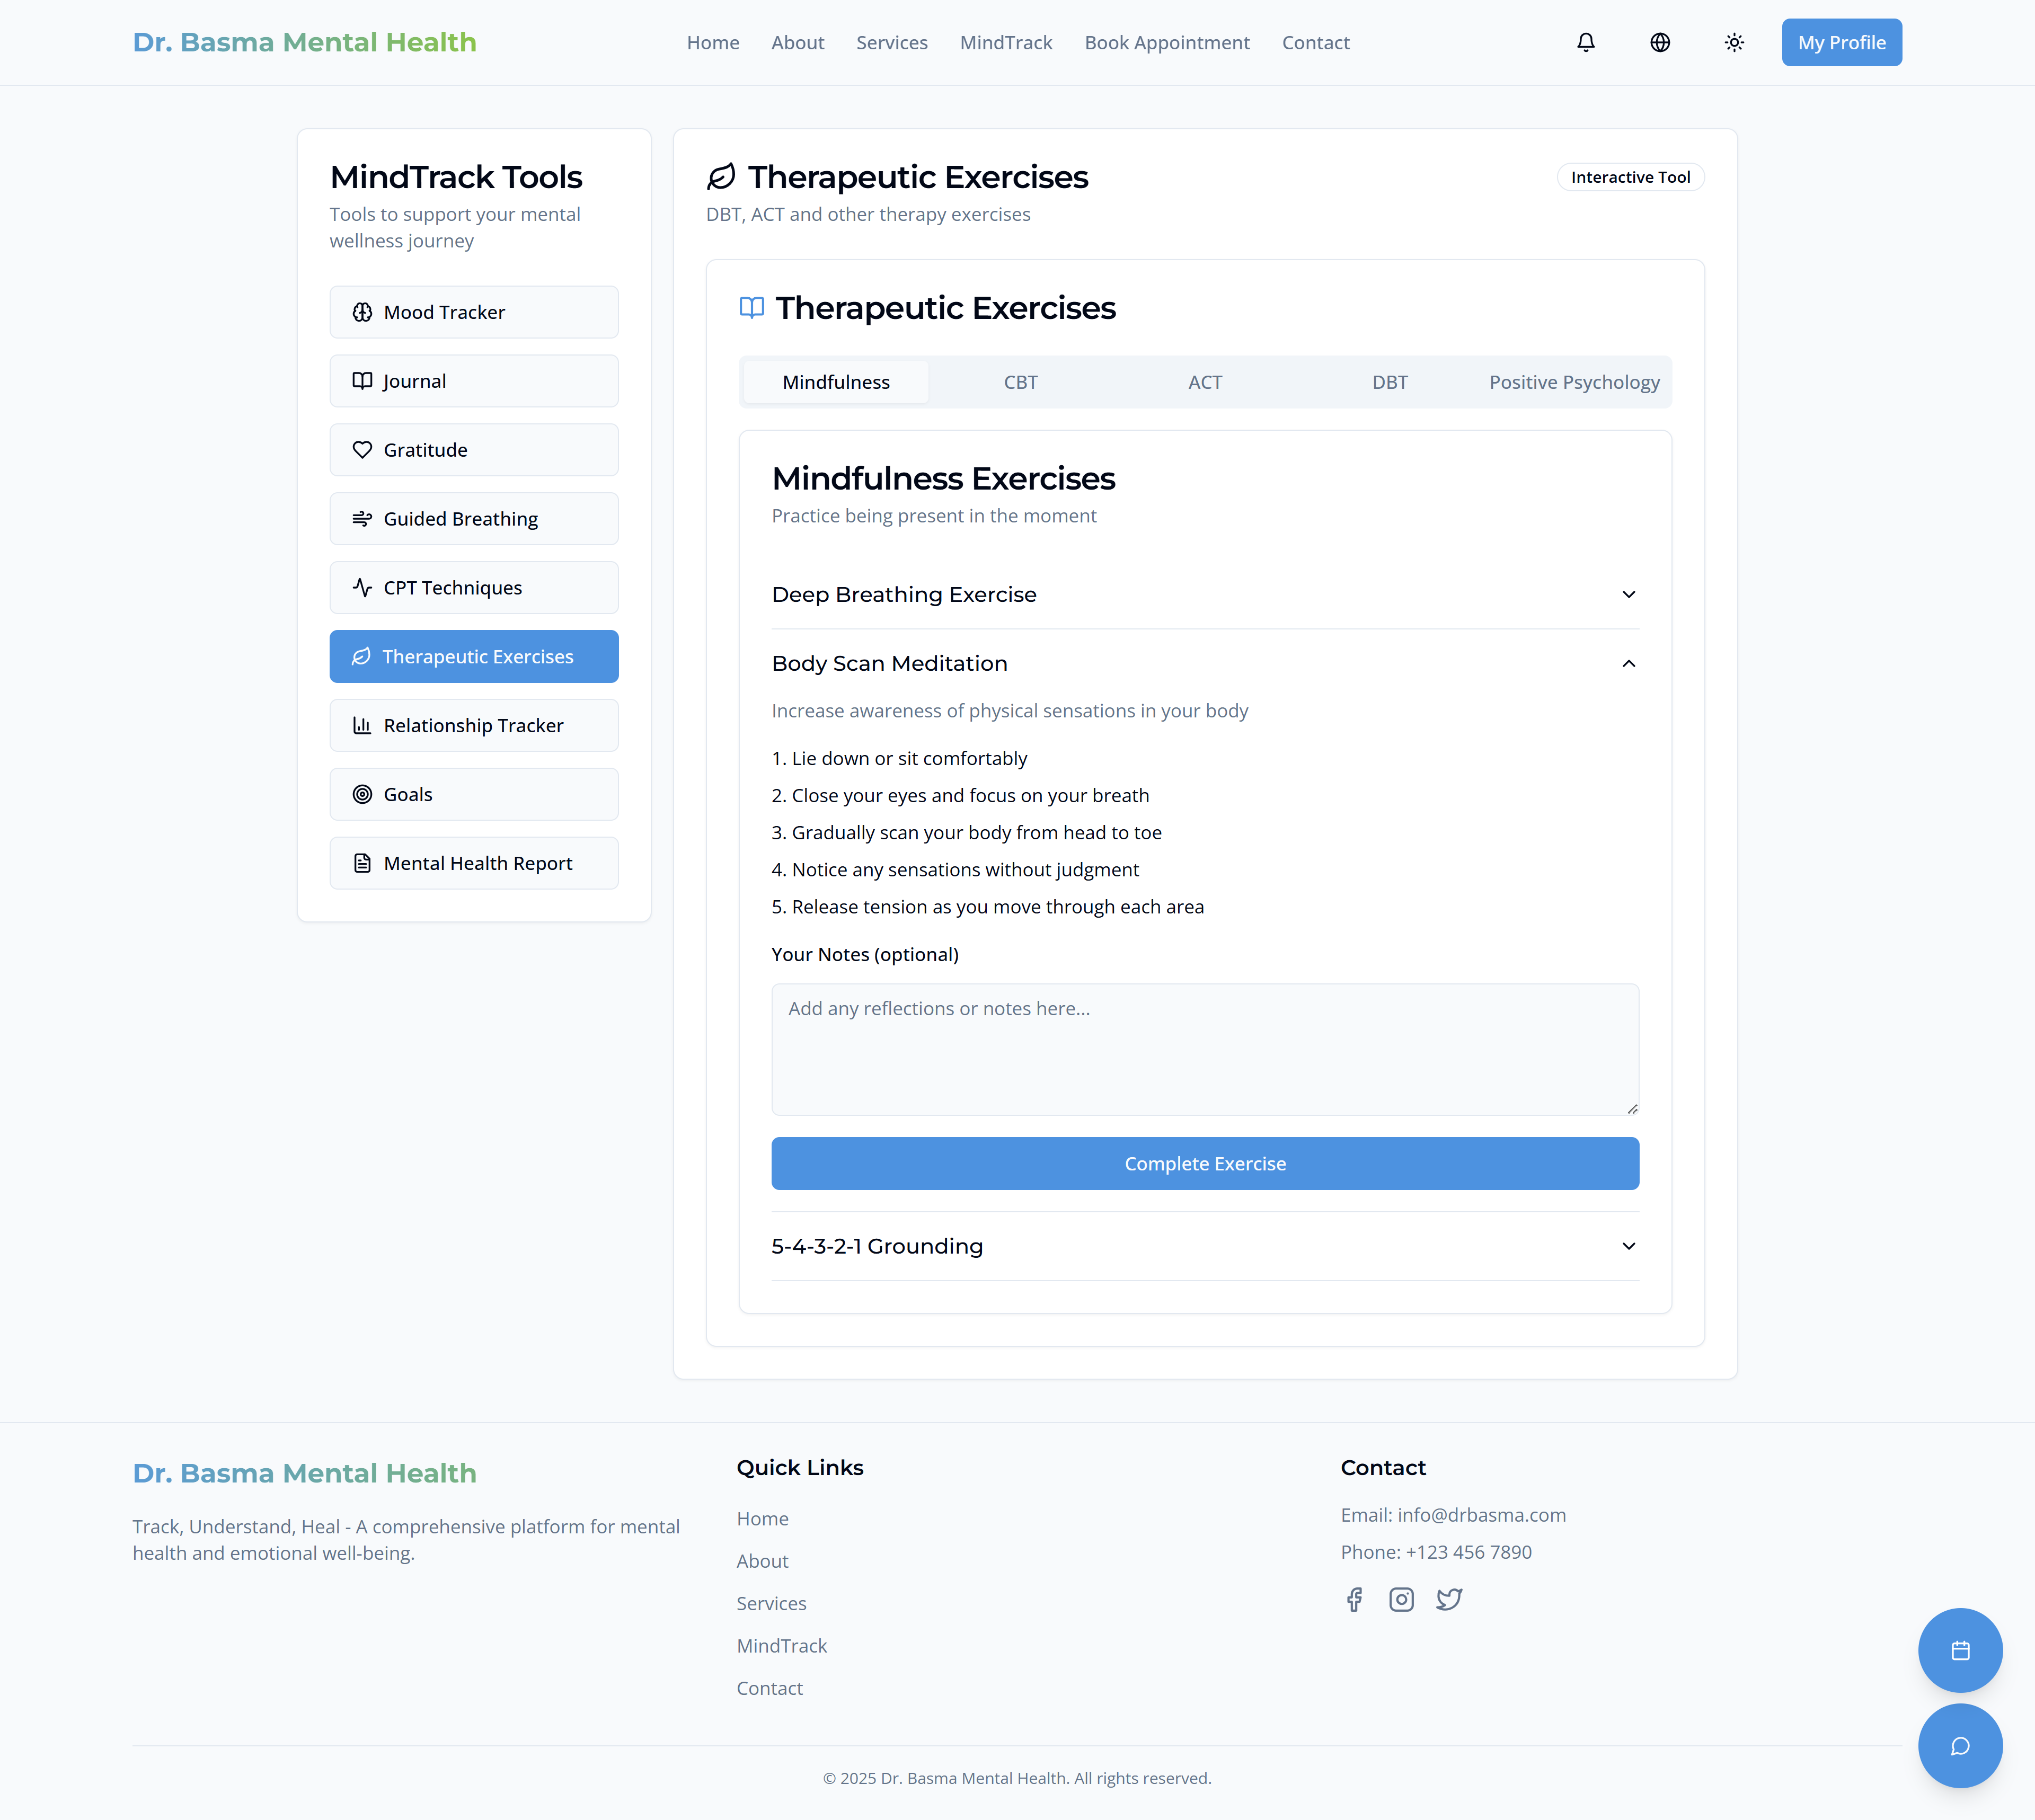 Dr. Basma Mental Health
Home
About
Services
MindTrack
Book Appointment
Contact
My Profile
MindTrack Tools
Tools to support your mental
wellness journey
Mood Tracker
Journal
Gratitude
Guided Breathing
CPT Techniques
Therapeutic Exercises
Relationship Tracker
Goals
Mental Health Report
Therapeutic Exercises
Interactive Tool
DBT, ACT and other therapy exercises
Therapeutic Exercises
Mindfulness
CBT
ACT
DBT
Positive Psychology
Mindfulness Exercises
Practice being present in the moment
Deep Breathing Exercise
Body Scan Meditation
Increase awareness of physical sensations in your body
1. Lie down or sit comfortably
2. Close your eyes and focus on your breath
3. Gradually scan your body from head to toe
4. Notice any sensations without judgment
5. Release tension as you move through each area
Your Notes (optional)
Add any reflections or notes here...
Complete Exercise
5-4-3-2-1 Grounding
Dr. Basma Mental Health
Track, Understand, Heal - A comprehensive platform for mental
health and emotional well-being.
Quick Links
Home
About
Services
MindTrack
Contact
Contact
Email: info@drbasma.com
Phone: +123 456 7890
© 2025 Dr. Basma Mental Health. All rights reserved.